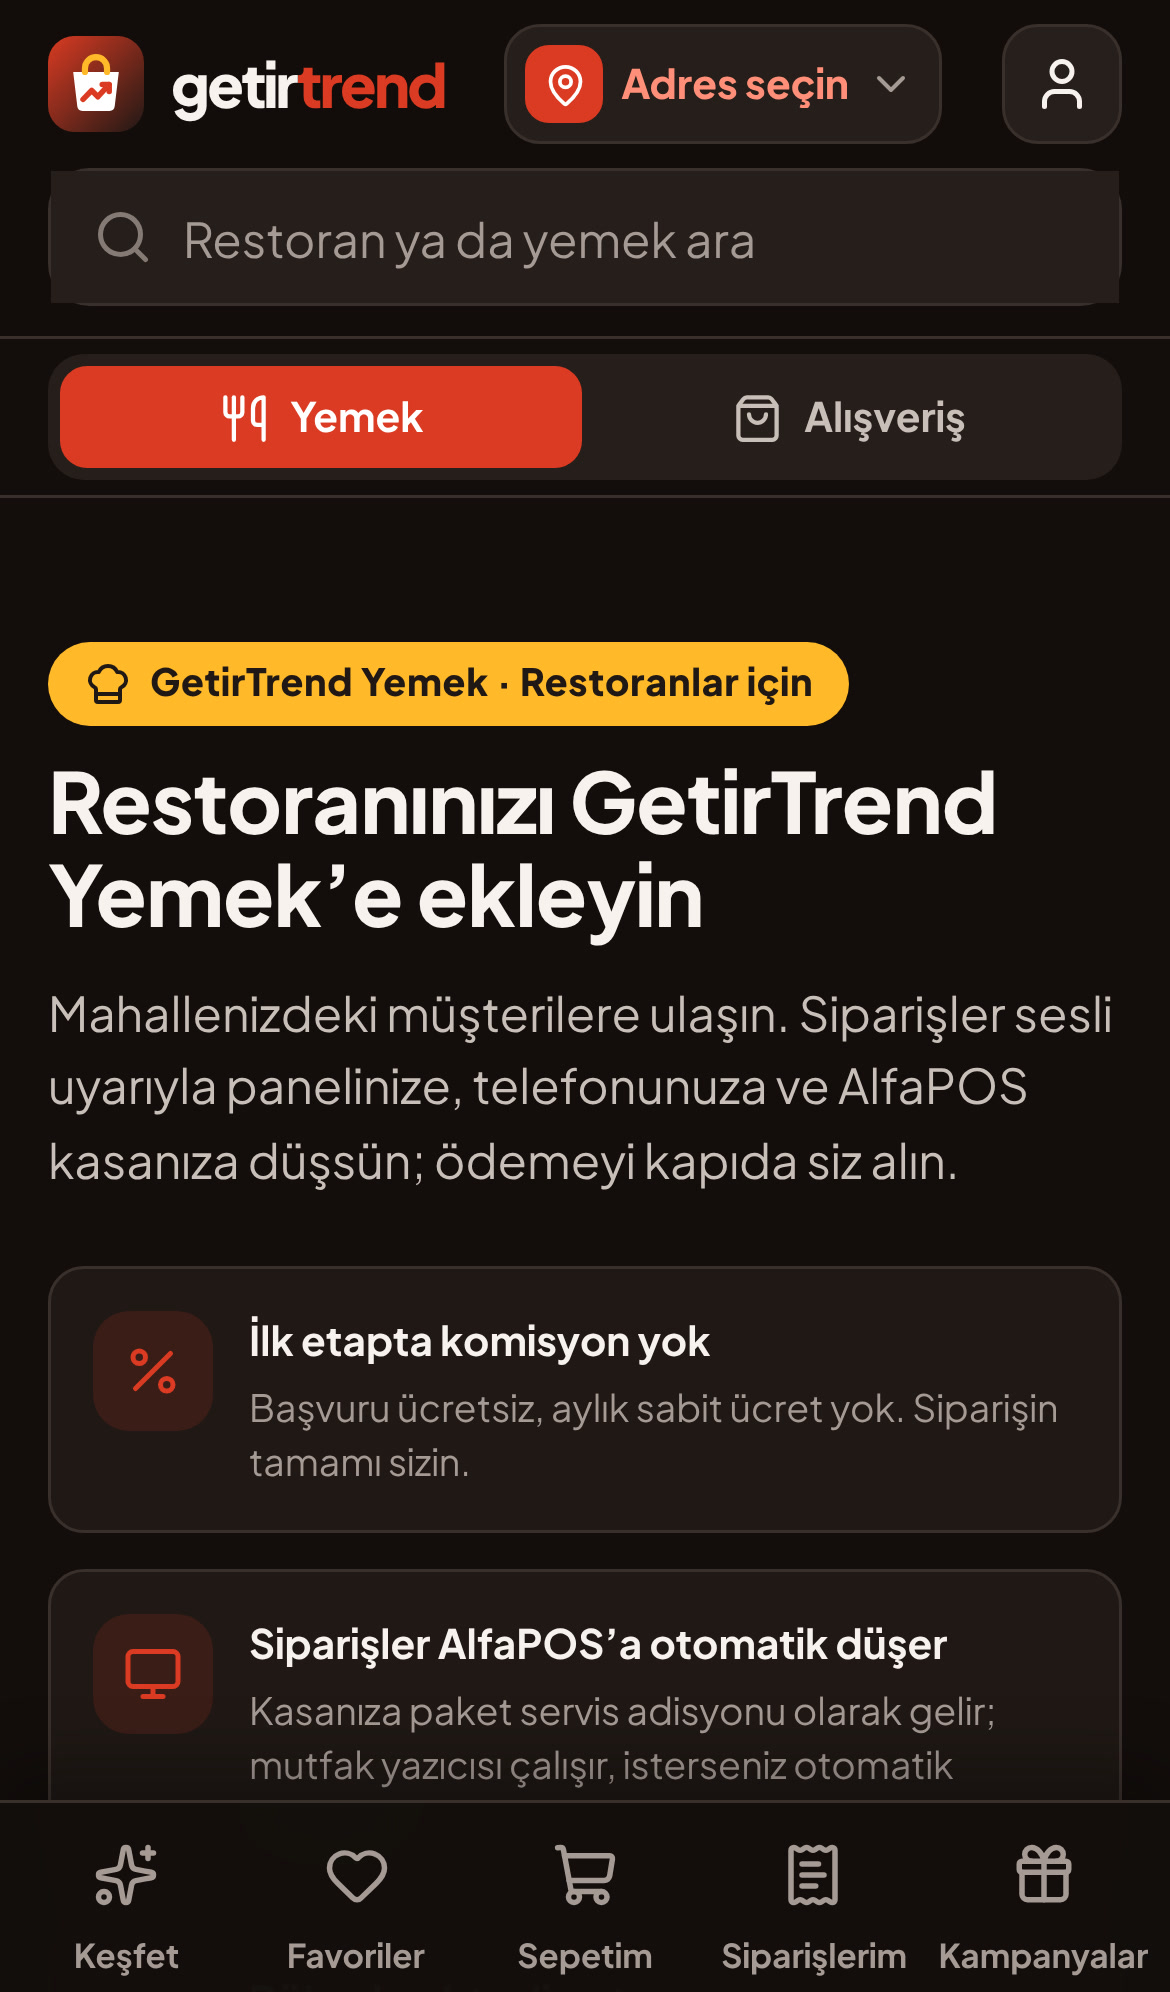 getirtrend
Adres seçin
Restoran ya da yemek ara
Yemek
Alışveriş
GetirTrend Yemek · Restoranlar için
Restoranınızı GetirTrend
Yemek’e ekleyin
Mahallenizdeki müşterilere ulaşın. Siparişler sesli
uyarıyla panelinize, telefonunuza ve AlfaPOS
kasanıza düşsün; ödemeyi kapıda siz alın.
İlk etapta komisyon yok
Başvuru ücretsiz, aylık sabit ücret yok. Siparişin
tamamı sizin.
Siparişler AlfaPOS’a otomatik düşer
Kasanıza paket servis adisyonu olarak gelir;
mutfak yazıcısı çalışır, isterseniz otomatik
Keşfet
Favoriler
Sepetim
Siparişlerim
Kampanyalar